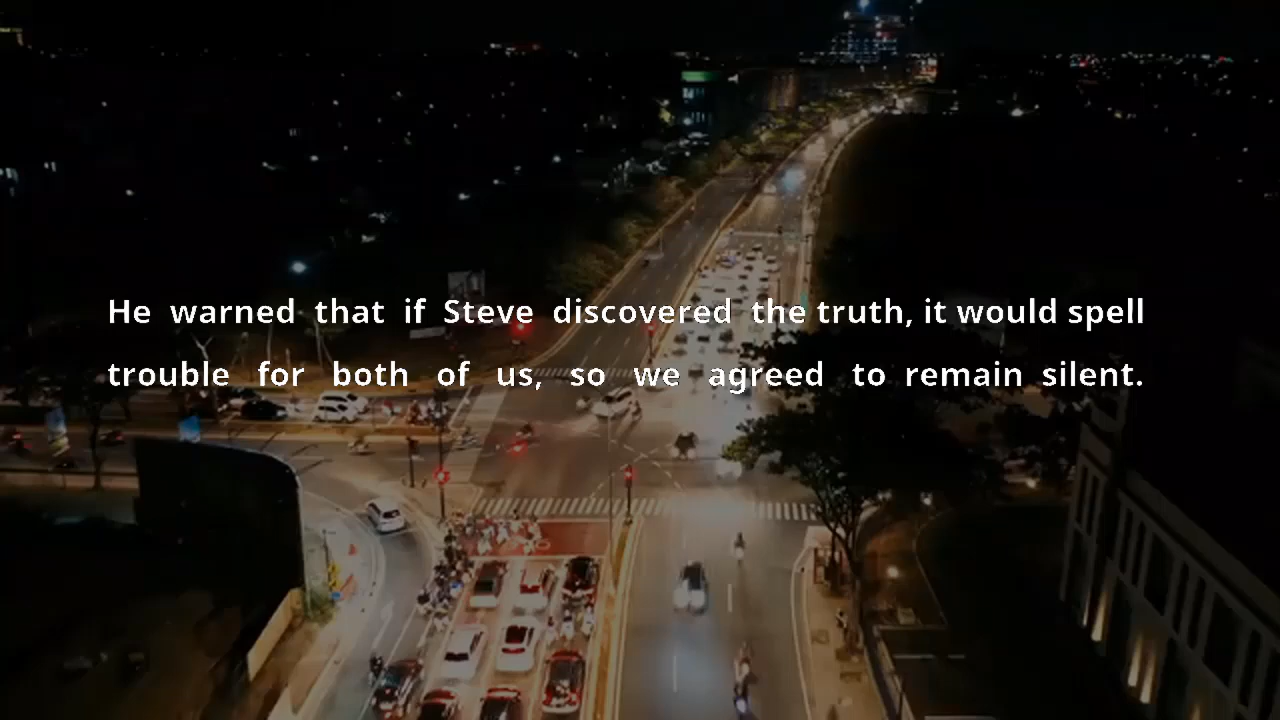 He warned that if Steve discovered the truth, it would spell
trouble for both of us, so we agreed to remain silent.